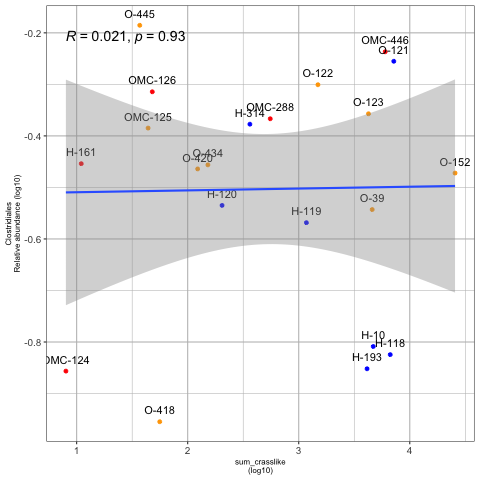 O-445
R = 0.021, p = 0.93
OMC-446
O-121
OMC-126
O-122
OMC-288
O-123
H-314
OMC-125
H-161
O-434
O-420
O-152
H-120
O-39
H-119
H-10
H-118
H-193
OMC-124
O-418
-0.2
-0.4
-0.6
-0.8
Clostridiales
Relative abundance (log10)
1 2 3 4
sum_crasslike
(log10)